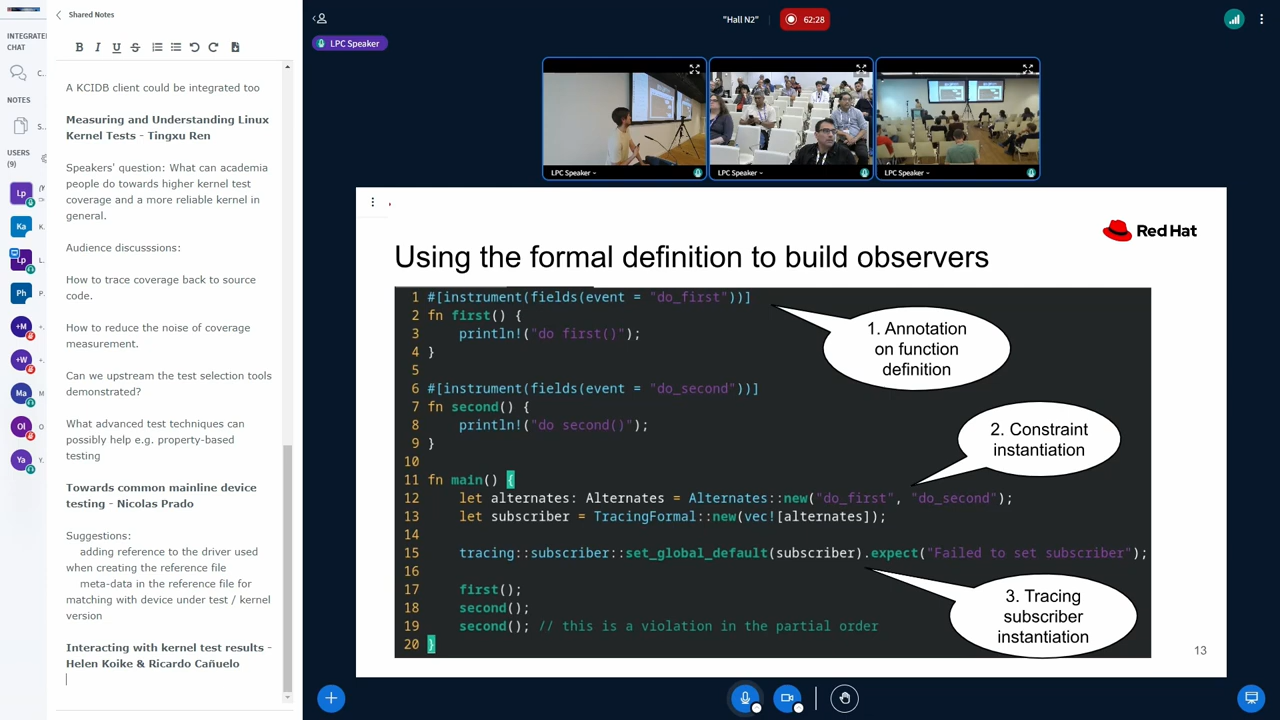 Shared Notes
INTEGRATE
CHAT
C..
NOTES
S..
USERS
(9)
A KCIDB client could be integrated too
Measuring and Understanding Linux
Kernel Tests - Tingxu Ren
Speakers' question: What can academia
people do towards higher kernel test
coverage and a more reliable kernel in
general.
Audience discusssions:
How to trace coverage back to source
code.
How to reduce the noise of coverage
measurement.
Can we upstream the test selection tools
demonstrated?
What advanced test techniques can
possibly help e.g. property-based
testing
Towards common mainline device
testing - Nicolas Prado
Suggestions:
adding reference to the driver used
when creating the reference file
meta-data in the reference file for
matching with device under test / kernel
version
Interacting with kernel test results -
Helen Koike & Ricardo Cañuelo
Lp
Ka
K.
Lp
L.
Ph
P.
+M
+W
Ma
M
Ol
O
Ya
Y.
"Hall N2"
62:28
LPC Speaker
LPC Speaker
LPC Speaker
LPC Speaker
Red Hat
Using the formal definition to build observers
1 #[instrument(fields(event = "do_first"))]
2 fn first() {
3 println!("do first()");
4 }
5
6 #[instrument(fields(event = "do_second"))]
7 fn second() {
8 println!("do second()");
9 }
10
11 fn main() {
12 let alternates: Alternates = Alternates::new("do_first", "do_second");
13 let subscriber = TracingFormal::new(vec![alternates]);
14
15 tracing::subscriber::set_global_default(subscriber).expect("Failed to set subscriber");
16
17 first();
18 second();
19 second(); // this is a violation in the partial order
20 }
1. Annotation
on function
definition
2. Constraint
instantiation
3. Tracing
subscriber
instantiation
13